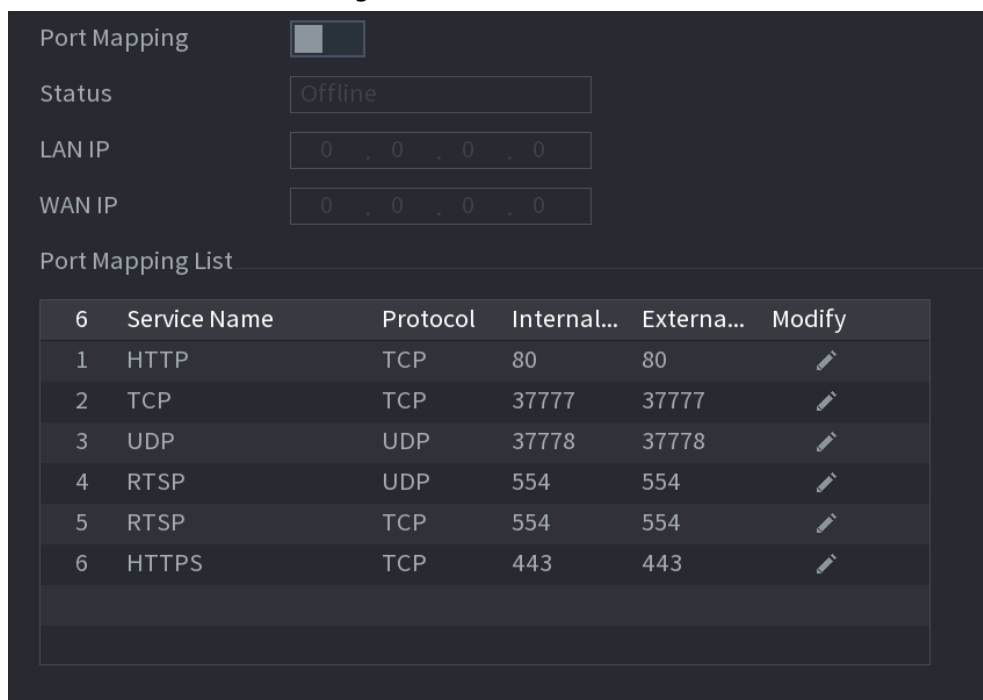 Port Mapping
Status Offline
LAN IP 0 . 0 . 0 . 0
WAN IP 0 . 0 . 0 . 0
Port Mapping List
6 Service Name Protocol Internal... Externa... Modify
1 HTTP TCP 80 80
2 TCP TCP 37777 37777
3 UDP UDP 37778 37778
4 RTSP UDP 554 554
5 RTSP TCP 554 554
6 HTTPS TCP 443 443